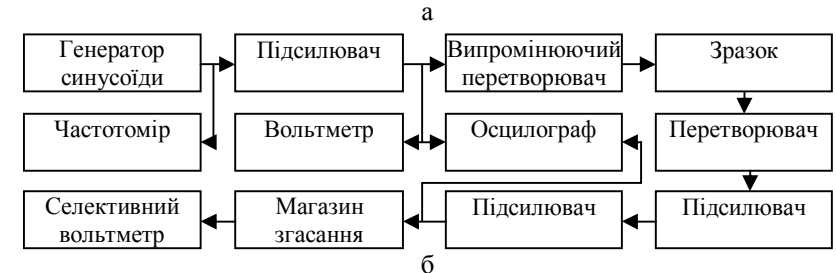 а
Генератор
синусоїди
Підсилювач
Випромінюючий
перетворювач
Зразок
Частотомір
Вольтметр
Осцилограф
Перетворювач
Селективний
вольтметр
Магазин
згасання
Підсилювач
Підсилювач
б